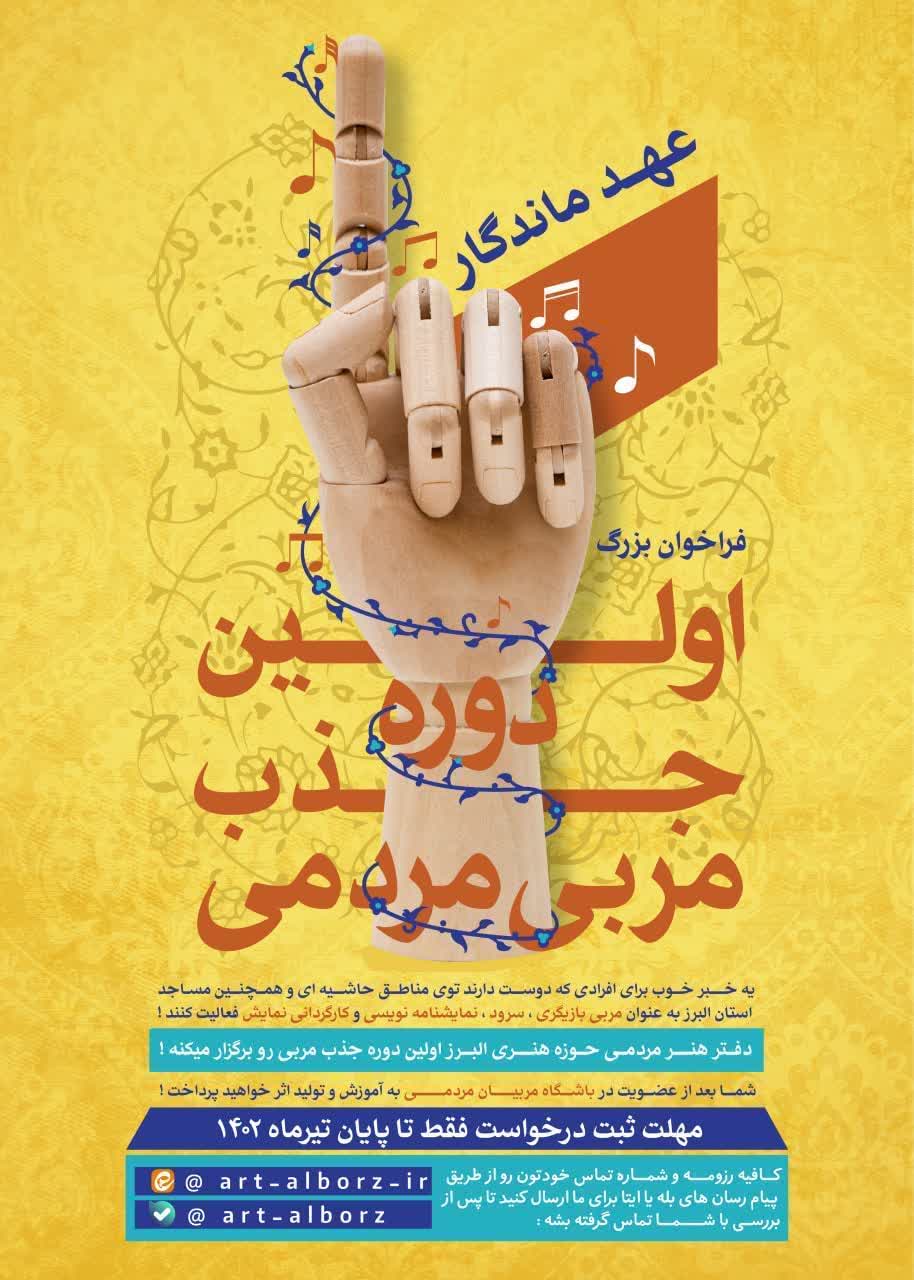 عهد ماندگار
فراخوان بزرگ
اولین
دوره
جذب
مربی مردمی
یه خبر خوب برای افرادی که دوست دارند توی مناطق حاشیه ای و همچنین مساجد
استان البرز به عنوان مربی بازیگری ، سرود ، نمایشنامه نویسی و کارگردانی نمایش فعالیت کنند !
دفتر هنر مردمی حوزه هنری البرز اولین دوره جذب مربی رو برگزار میکنه !
شما بعد از عضویت در باشگاه مربیان مردمی به آموزش و تولید اثر خواهید پرداخت !
مهلت ثبت درخواست فقط تا پایان تیرماه ۱۴۰۲
کافیه رزومه و شماره تماس خودتون رو از طریق
پیام رسان های بله یا ایتا برای ما ارسال کنید تا پس از
بررسی با شما تماس گرفته بشه :
@ art-alborz-ir
@ art-alborz